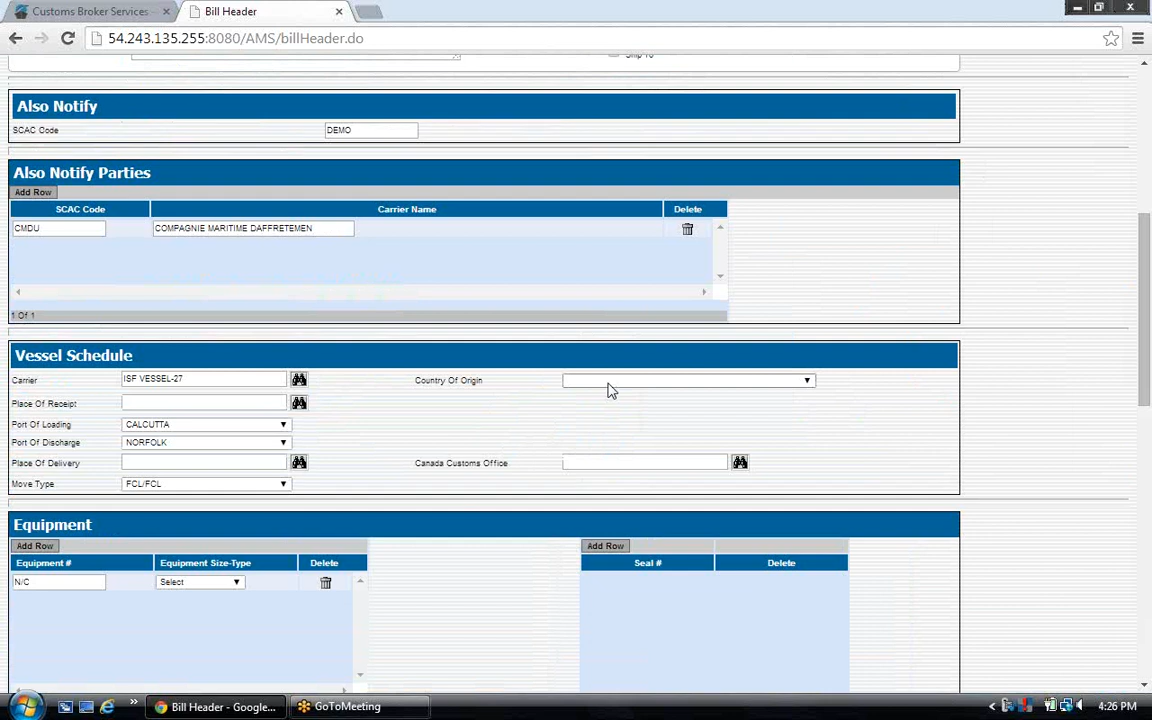 Customs Broker Services
Bill Header
54.243.135.255:8080/AMS/billHeader.do
Ship To
Also Notify
SCAC Code DEMO
Also Notify Parties
Add Row
SCAC Code Carrier Name Delete
CMDU COMPAGNIE MARITIME DAFFRETEMEN
1 Of 1
Vessel Schedule
Carrier ISF VESSEL-27 Country Of Origin
Place Of Receipt
Port Of Loading CALCUTTA
Port Of Discharge NORFOLK
Place Of Delivery Canada Customs Office
Move Type FCL/FCL
Equipment
Add Row Add Row
Equipment # Equipment Size-Type Delete Seal # Delete
N/C Select
Bill Header - Google... GoToMeeting 4:26 PM